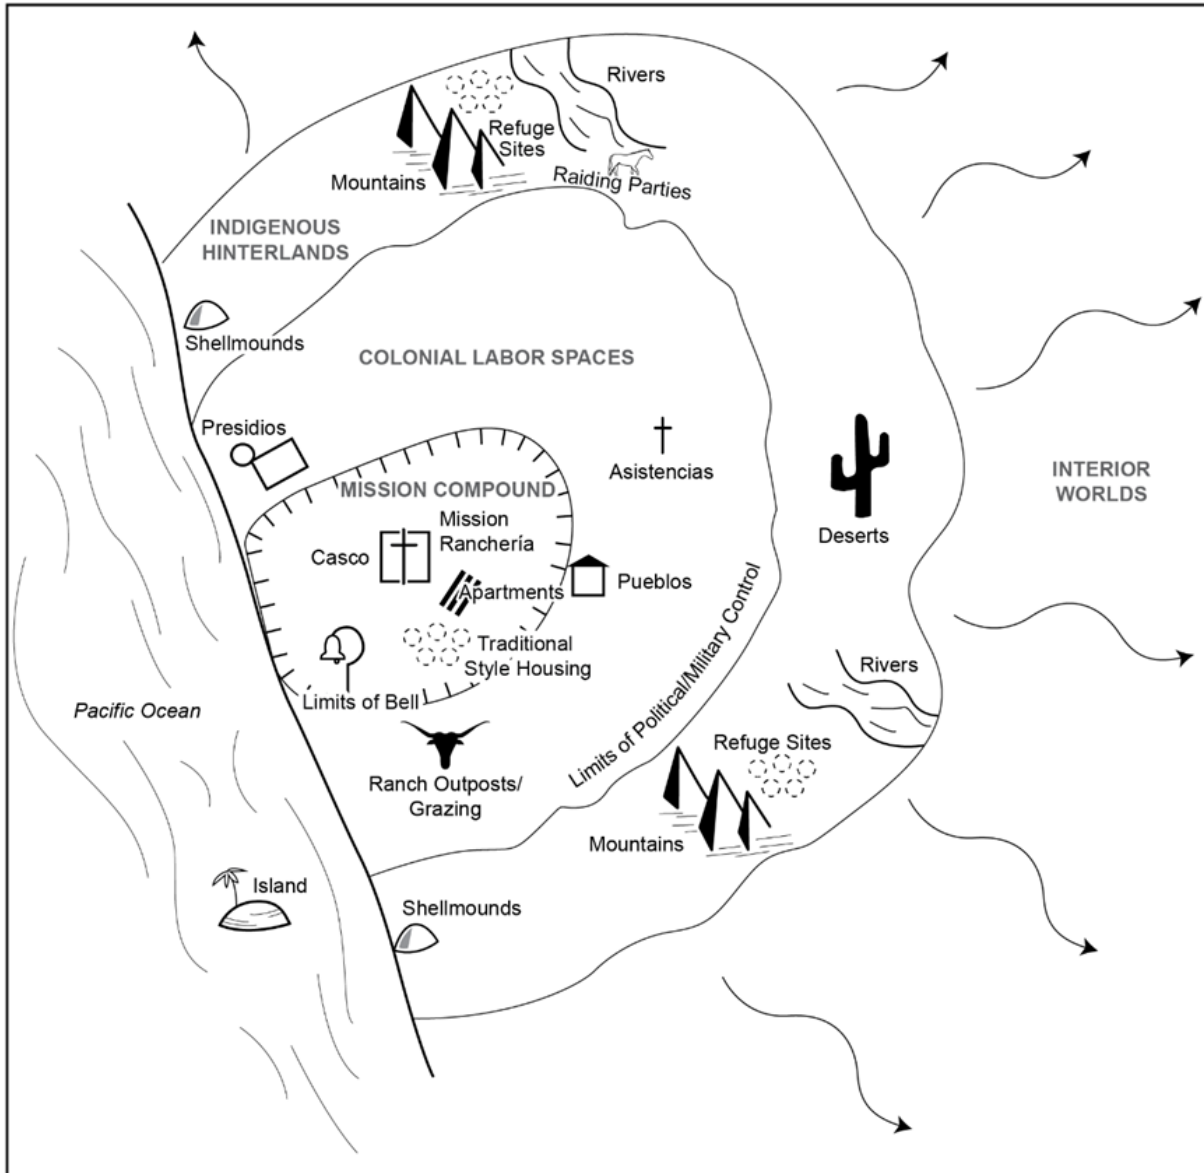 Rivers
Refuge
Sites
Mountains
Raiding Parties
INDIGENOUS
HINTERLANDS
Shellmounds
COLONIAL LABOR SPACES
Presidios
Asistencias
INTERIOR
WORLDS
MISSION COMPOUND
Mission
Ranchería
Casco
Deserts
Apartments
Pueblos
Traditional
Style Housing
Limits of Bell
Limits of Political/Military Control
Rivers
Pacific Ocean
Refuge Sites
Ranch Outposts/
Grazing
Mountains
Island
Shellmounds